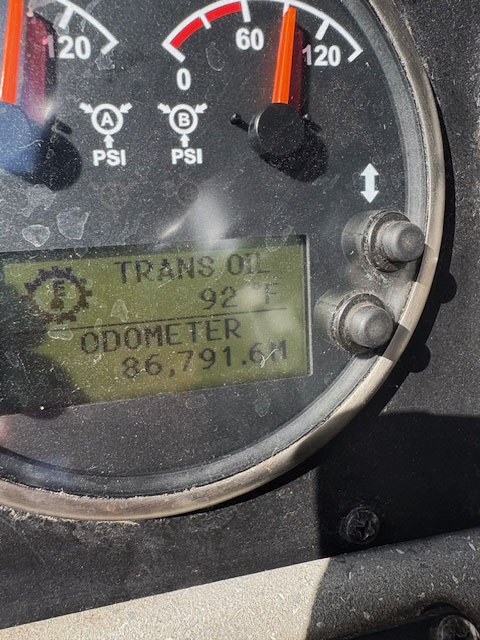 120
60
120
0
A
B
PSI
PSI
TRANS OIL
92 °F
ODOMETER
86,791.6M